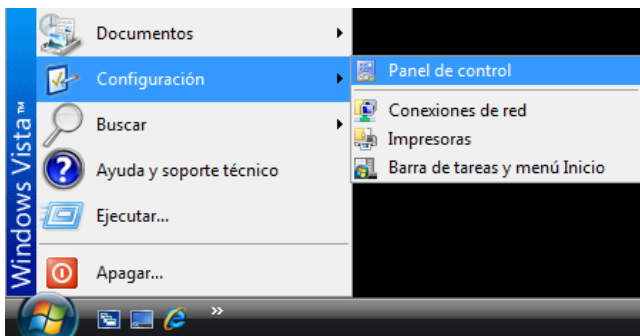 Windows Vista™
Documentos
Configuración
Buscar
Ayuda y soporte técnico
Ejecutar...
Apagar...
Panel de control
Conexiones de red
Impresoras
Barra de tareas y menú Inicio
»